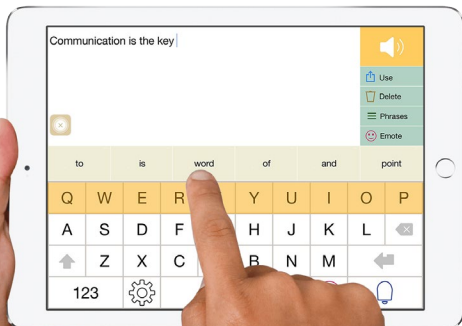 Communication is the key
Use
Delete
Phrases
Emote
to is word of and point
Q W E R Y U I O P
A S D F H J K L
Z X C B N M
123